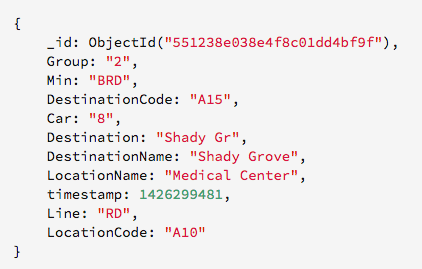 {
_id: ObjectId("551238e038e4f8c01dd4bf9f"),
Group: "2",
Min: "BRD",
DestinationCode: "A15",
Car: "8",
Destination: "Shady Gr",
DestinationName: "Shady Grove",
LocationName: "Medical Center",
timestamp: 1426299481,
Line: "RD",
LocationCode: "A10"
}